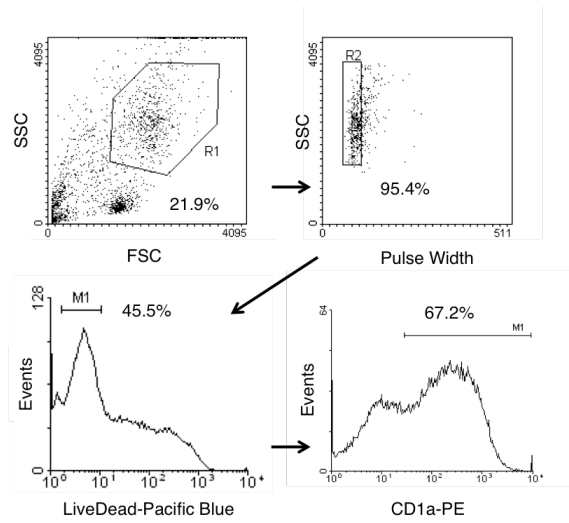 4095
SSC
R1
21.9%
0
0
4095
FSC
4095
R2
SSC
95.4%
0
0
511
Pulse Width
128
M1
45.5%
Events
0
10⁰ 10¹ 10² 10³ 10⁴
LiveDead-Pacific Blue
64
67.2%
M1
Events
0
10⁰ 10¹ 10² 10³ 10⁴
CD1a-PE